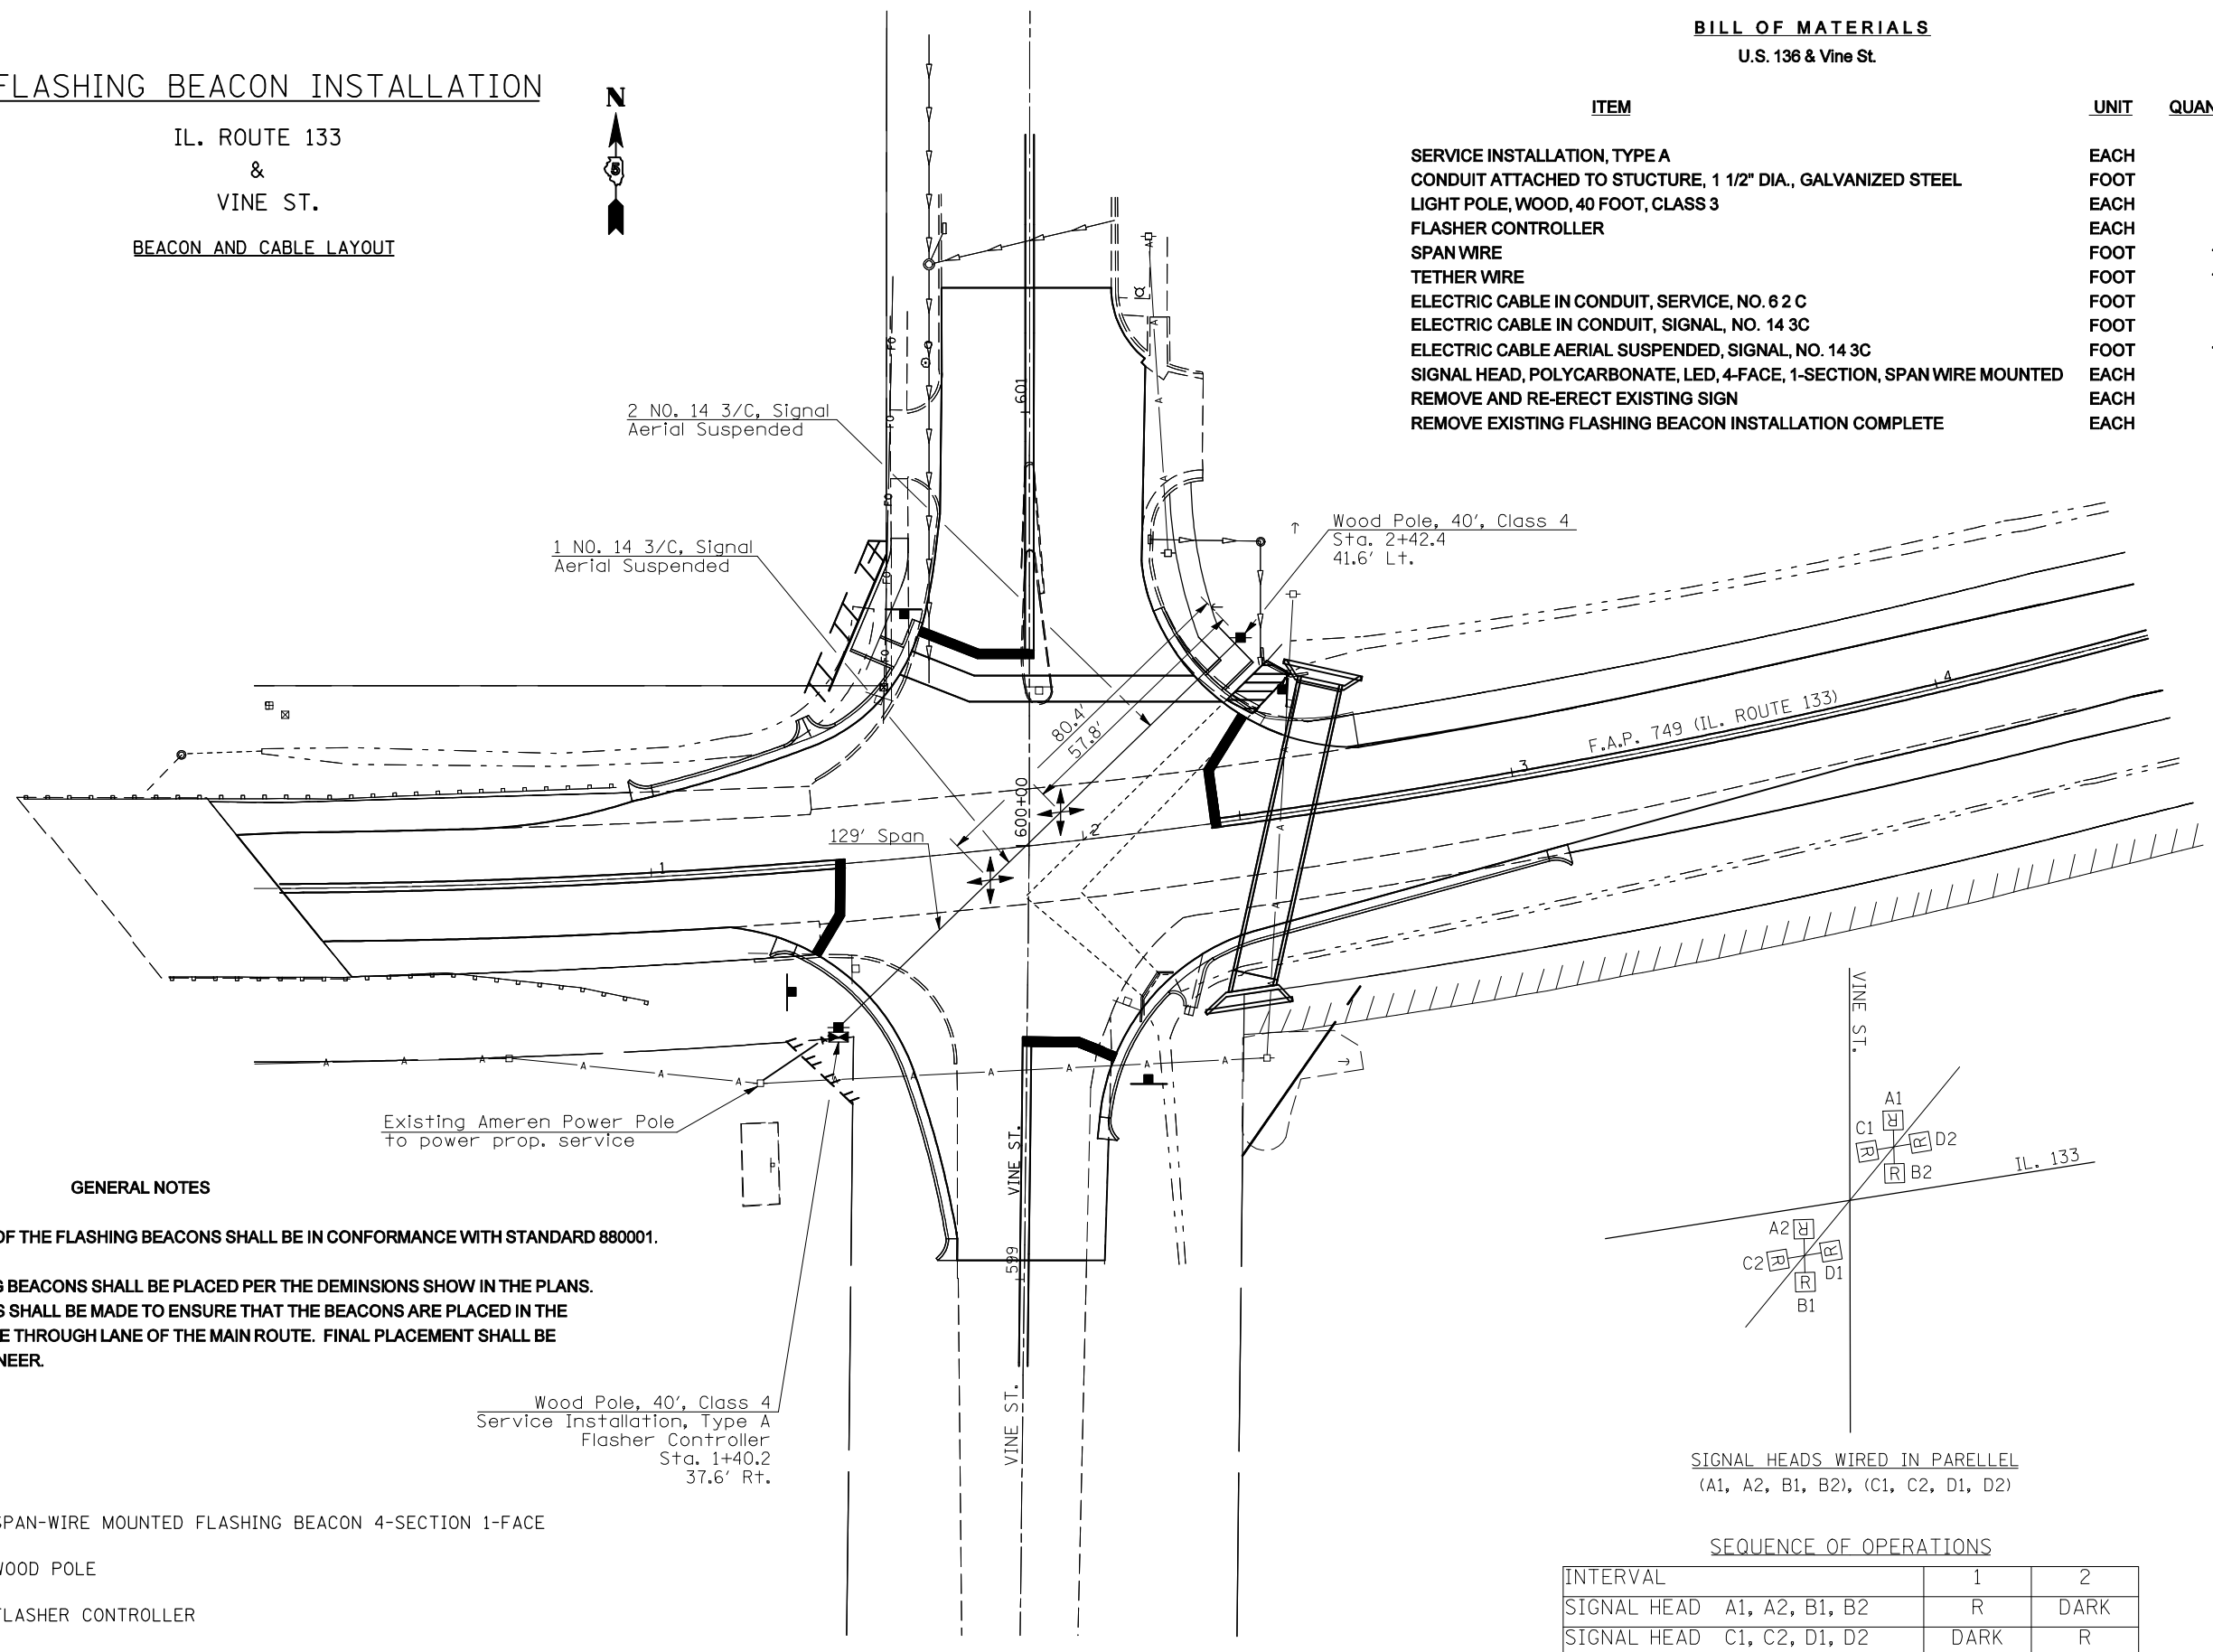 FLASHING BEACON INSTALLATION
IL. ROUTE 133
&
VINE ST.
BEACON AND CABLE LAYOUT
N
5
BILL OF MATERIALS
U.S. 136 & Vine St.
ITEM UNIT QUAN
SERVICE INSTALLATION, TYPE A EACH
CONDUIT ATTACHED TO STUCTURE, 1 1/2" DIA., GALVANIZED STEEL FOOT
LIGHT POLE, WOOD, 40 FOOT, CLASS 3 EACH
FLASHER CONTROLLER EACH
SPAN WIRE FOOT
TETHER WIRE FOOT
ELECTRIC CABLE IN CONDUIT, SERVICE, NO. 6 2 C FOOT
ELECTRIC CABLE IN CONDUIT, SIGNAL, NO. 14 3C FOOT
ELECTRIC CABLE AERIAL SUSPENDED, SIGNAL, NO. 14 3C FOOT
SIGNAL HEAD, POLYCARBONATE, LED, 4-FACE, 1-SECTION, SPAN WIRE MOUNTED EACH
REMOVE AND RE-ERECT EXISTING SIGN EACH
REMOVE EXISTING FLASHING BEACON INSTALLATION COMPLETE EACH
2 NO. 14 3/C, Signal
Aerial Suspended
1 NO. 14 3/C, Signal
Aerial Suspended
Wood Pole, 40', Class 4
Sta. 2+42.4
41.6' Lt.
601
80.4'
57.8'
600+00
129' Span
1
2
3
4
F.A.P. 749 (IL. ROUTE 133)
Existing Ameren Power Pole
to power prop. service
VINE ST.
599
VINE ST.
GENERAL NOTES
OF THE FLASHING BEACONS SHALL BE IN CONFORMANCE WITH STANDARD 880001.
G BEACONS SHALL BE PLACED PER THE DEMINSIONS SHOW IN THE PLANS.
S SHALL BE MADE TO ENSURE THAT THE BEACONS ARE PLACED IN THE
E THROUGH LANE OF THE MAIN ROUTE. FINAL PLACEMENT SHALL BE
NEER.
Wood Pole, 40', Class 4
Service Installation, Type A
Flasher Controller
Sta. 1+40.2
37.6' Rt.
SPAN-WIRE MOUNTED FLASHING BEACON 4-SECTION 1-FACE
WOOD POLE
FLASHER CONTROLLER
VINE ST.
A1
R
C1 R R D2
R B2
IL. 133
A2 R
C2 R R D1
R
B1
SIGNAL HEADS WIRED IN PARELLEL
(A1, A2, B1, B2), (C1, C2, D1, D2)
SEQUENCE OF OPERATIONS
INTERVAL 1 2
SIGNAL HEAD A1, A2, B1, B2 R DARK
SIGNAL HEAD C1, C2, D1, D2 DARK R